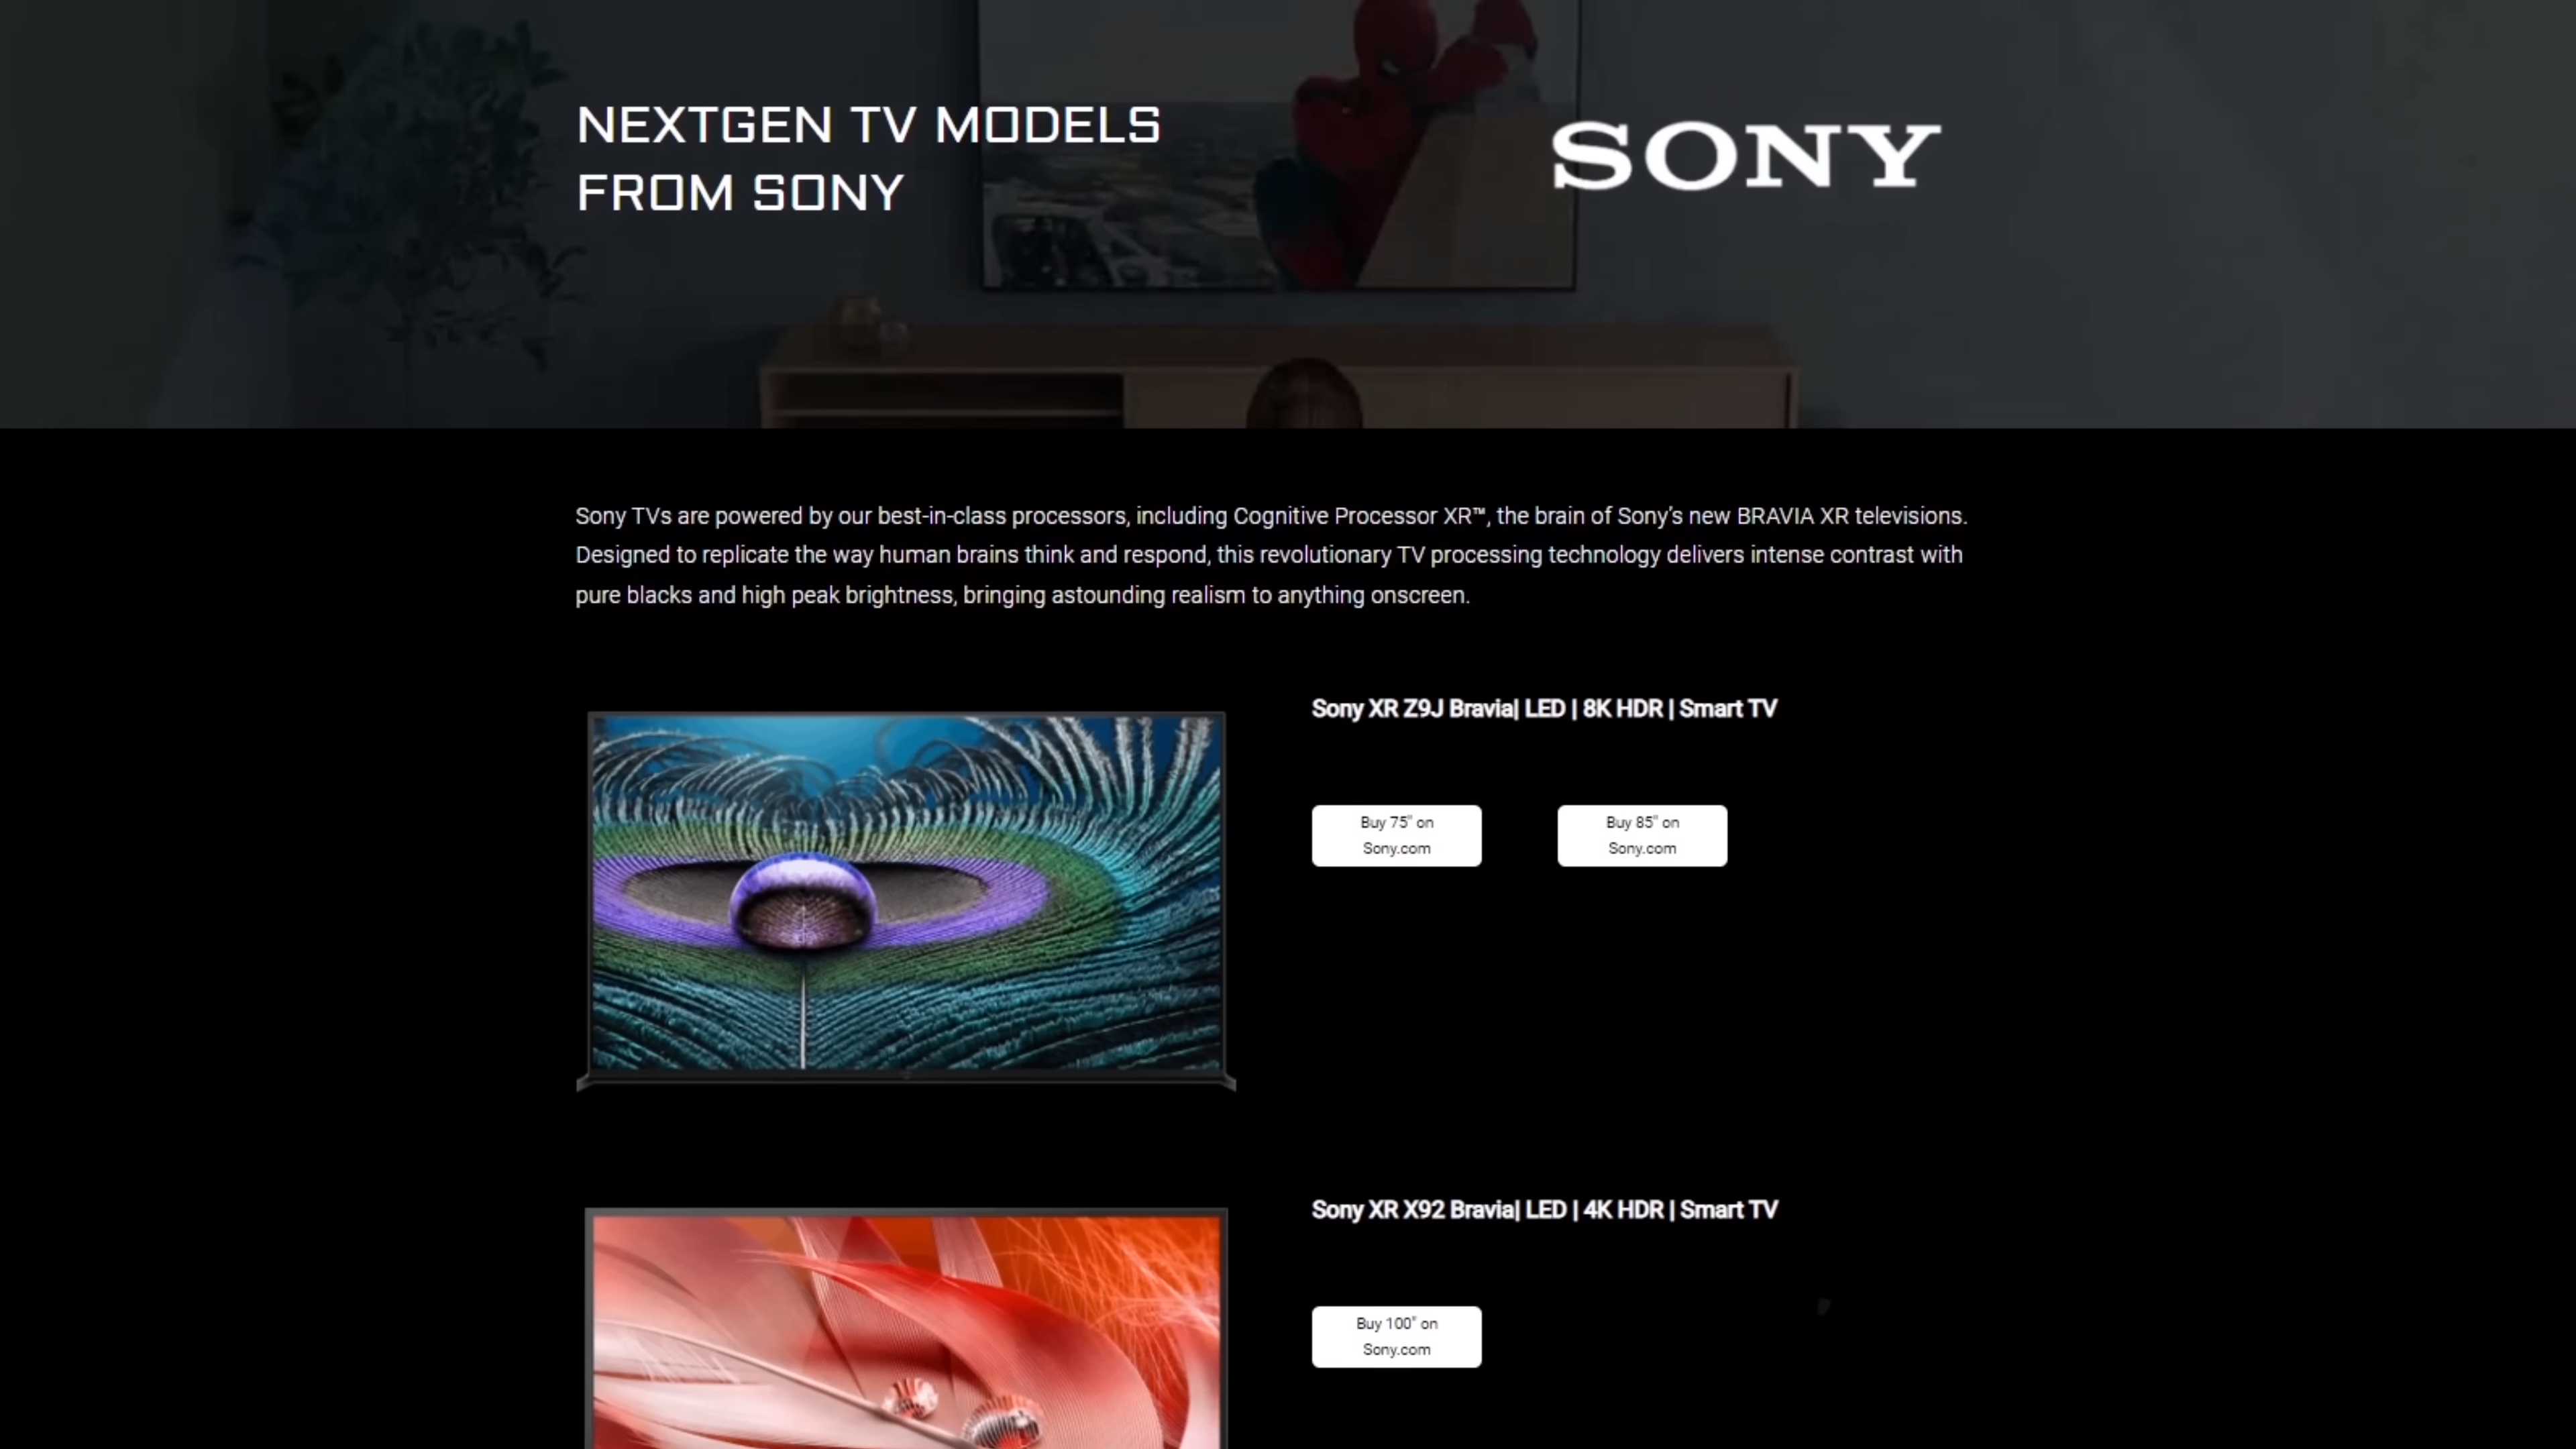 NEXTGEN TV MODELS
FROM SONY
SONY
Sony TVs are powered by our best-in-class processors, including Cognitive Processor XR™, the brain of Sony's new BRAVIA XR televisions.
Designed to replicate the way human brains think and respond, this revolutionary TV processing technology delivers intense contrast with
pure blacks and high peak brightness, bringing astounding realism to anything onscreen.
Sony XR Z9J Bravia| LED | 8K HDR | Smart TV
Buy 75" on
Sony.com
Buy 85" on
Sony.com
Sony XR X92 Bravia| LED | 4K HDR | Smart TV
Buy 100" on
Sony.com